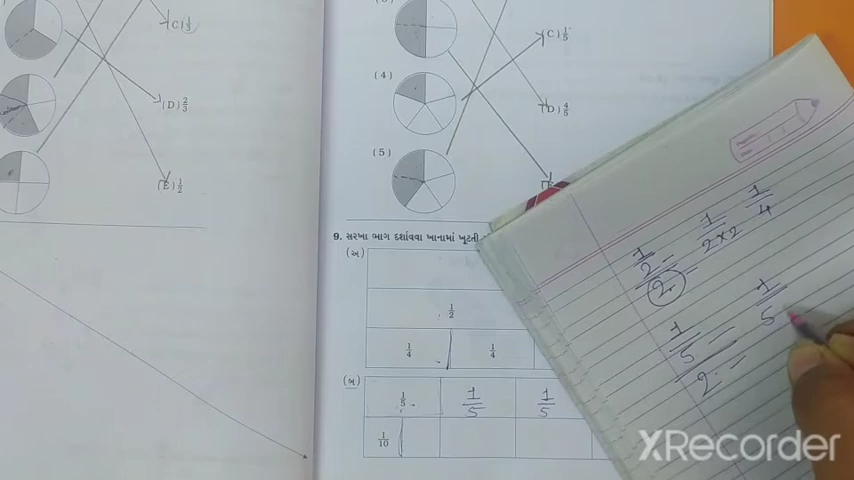 (C) 1/3
(D) 2/3
(E) 1/2
(C) 1/5
(4)
(D) 4/5
(5)
9. સરખા ભાગ દર્શાવવા ખાનામાં ખૂટતી
(અ)
1/2
1/4 1/4
(બ)
1/5 1/5 1/5
1/10
1/2 / 2 = 1/2×2 1/4
1/5 / 2 = 1/5
XRecorder